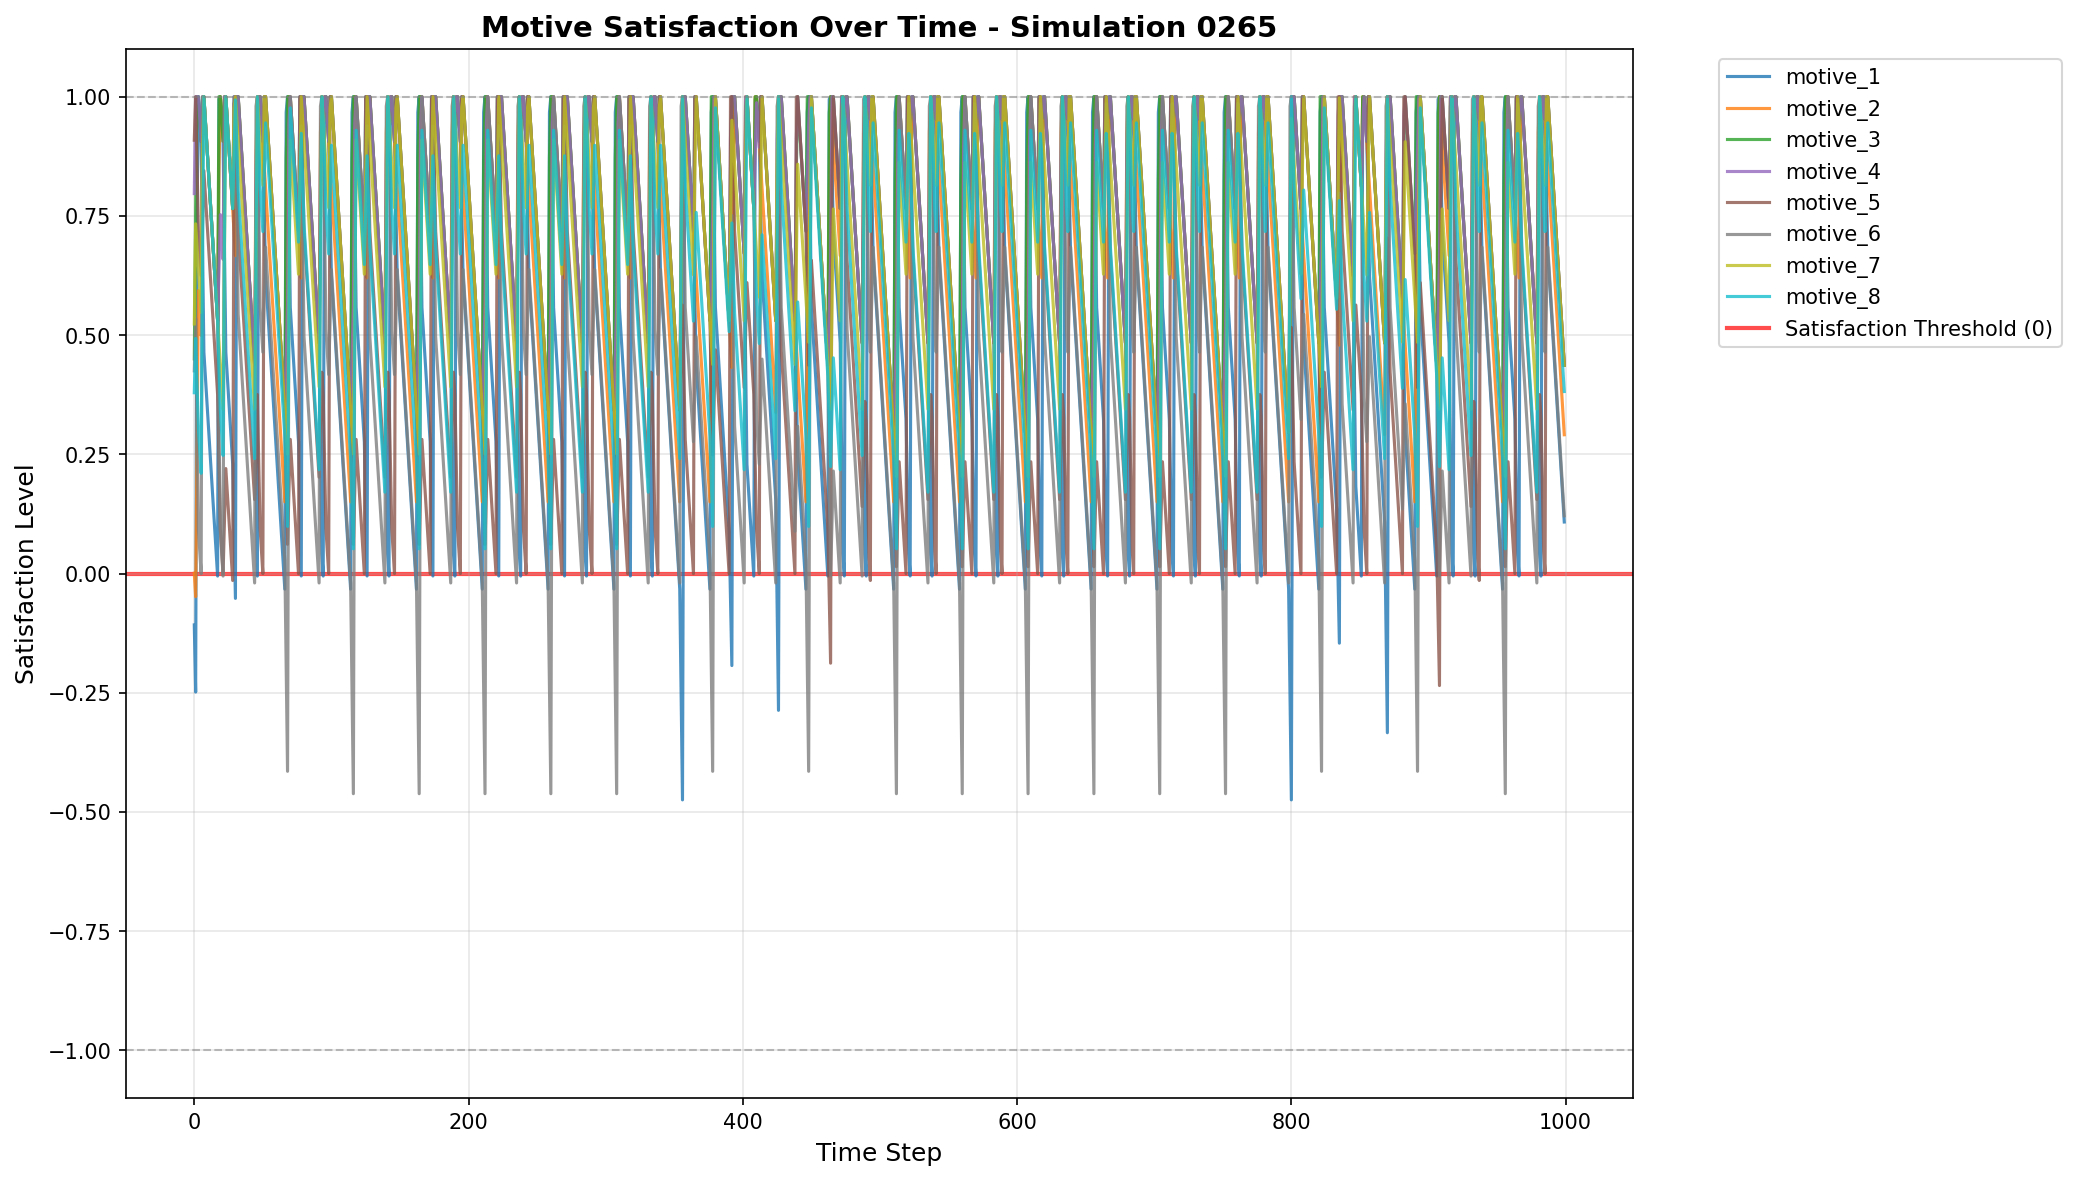 Motive Satisfaction Over Time - Simulation 0265
Satisfaction Level
1.00
0.75
0.50
0.25
0.00
−0.25
−0.50
−0.75
−1.00
0
200
400
600
800
1000
Time Step
motive_1
motive_2
motive_3
motive_4
motive_5
motive_6
motive_7
motive_8
Satisfaction Threshold (0)